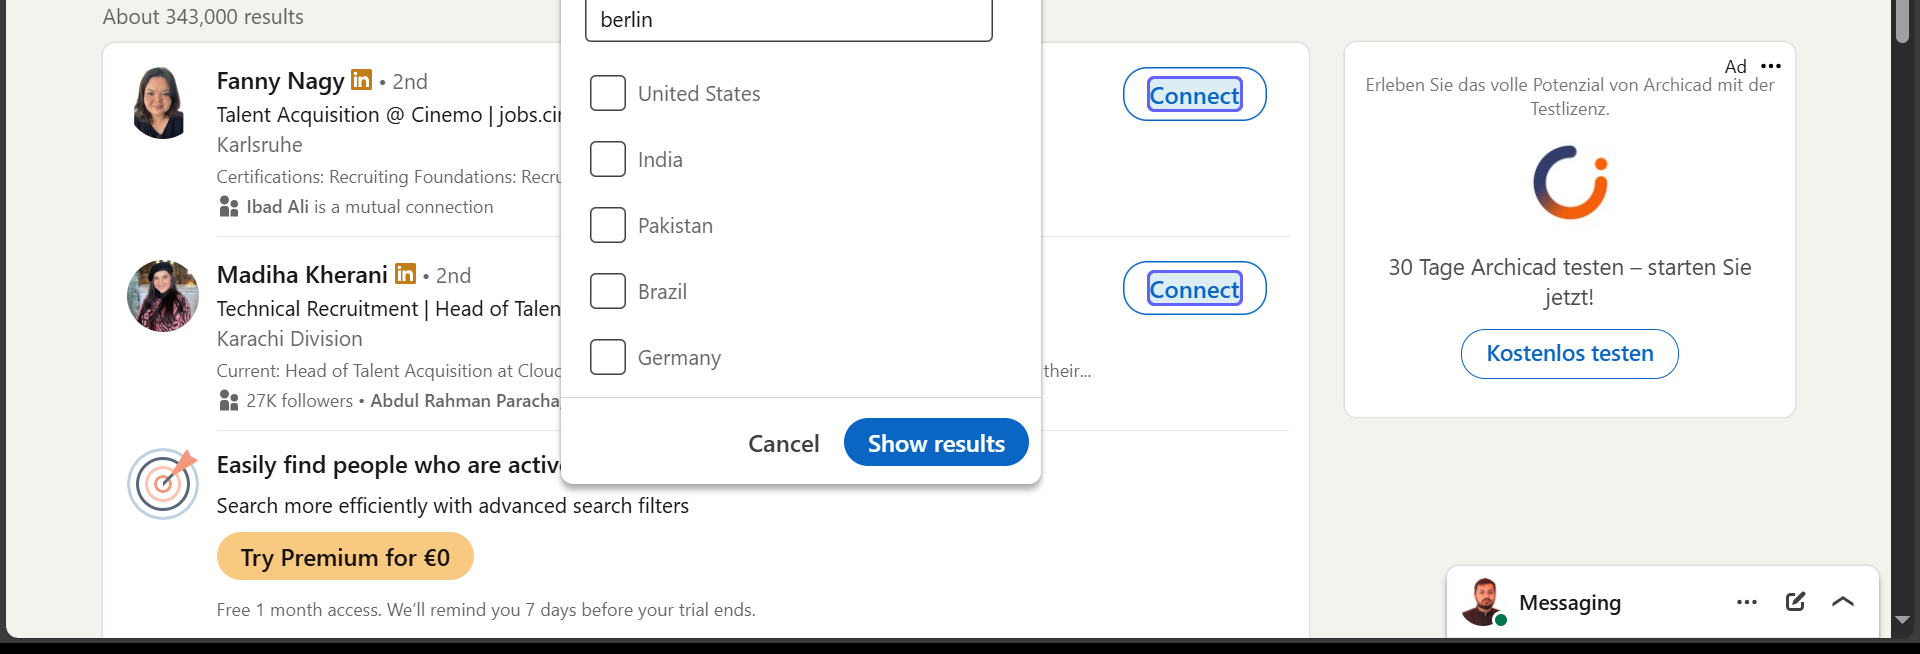 About 343,000 results
berlin
Fanny Nagy in • 2nd
Talent Acquisition @ Cinemo | jobs.cin
Karlsruhe
Certifications: Recruiting Foundations: Recru
Ibad Ali is a mutual connection
Connect
Madiha Kherani in • 2nd
Technical Recruitment | Head of Talen
Karachi Division
Current: Head of Talent Acquisition at Cloud
their...
27K followers • Abdul Rahman Paracha,
Connect
United States
India
Pakistan
Brazil
Germany
Cancel
Show results
Easily find people who are active
Search more efficiently with advanced search filters
Try Premium for €0
Free 1 month access. We'll remind you 7 days before your trial ends.
Ad
Erleben Sie das volle Potenzial von Archicad mit der
Testlizenz.
30 Tage Archicad testen – starten Sie
jetzt!
Kostenlos testen
Messaging